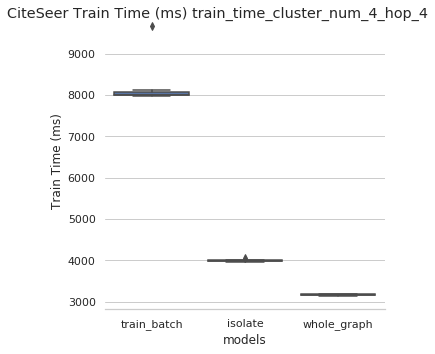 CiteSeer Train Time (ms) train_time_cluster_num_4_hop_4
9000
8000
7000
6000
5000
4000
3000
Train Time (ms)
train_batch isolate whole_graph
models